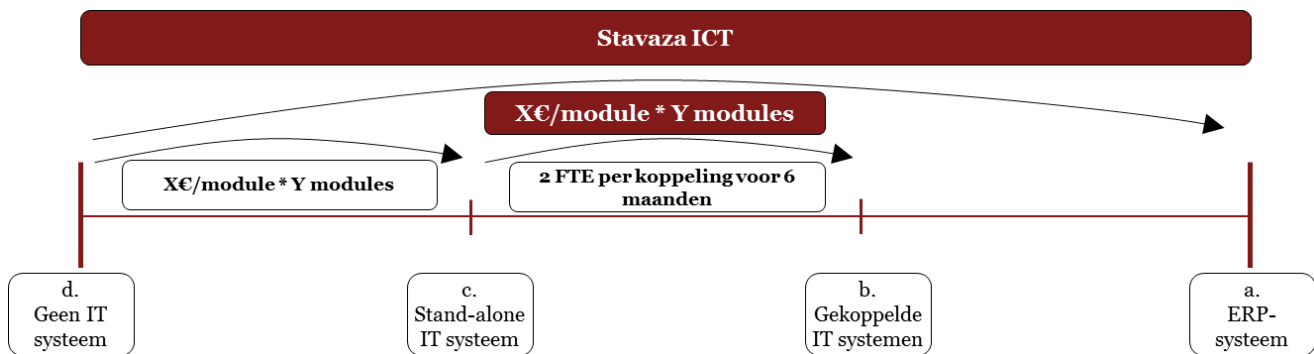 Stavaza ICT
X€/module * Y modules
X€/module * Y modules
2 FTE per koppeling voor 6
maanden
d.
Geen IT
systeem
c.
Stand-alone
IT systeem
b.
Gekoppelde
IT systemen
a.
ERP-
systeem